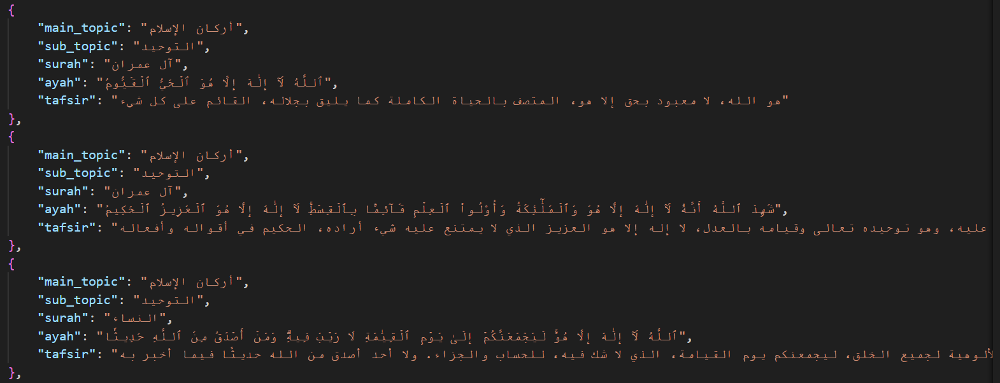 {
"main_topic": "أركان الإسلام",
"sub_topic": "التوحيد",
"surah": "آل عمران",
"ayah": "ٱللَّهُ لَآ إِلَٰهَ إِلَّا هُوَ ٱلۡحَيُّ ٱلۡقَيُّومُ",
"tafsir": "هو الله، لا معبود بحق إلا هو، المتصف بالحياة الكاملة كما يليق بجلاله، القائم على كل شيء"
},
{
"main_topic": "أركان الإسلام",
"sub_topic": "التوحيد",
"surah": "آل عمران",
"ayah": "شَهِدَ ٱللَّهُ أَنَّهُۥ لَآ إِلَٰهَ إِلَّا هُوَ وَٱلۡمَلَٰٓئِكَةُ وَأُوْلُواْ ٱلۡعِلۡمِ قَآئِمَۢا بِٱلۡقِسۡطِۚ لَآ إِلَٰهَ إِلَّا هُوَ ٱلۡعَزِيزُ ٱلۡحَكِيمُ",
"tafsir": "عليه، وهو توحيده تعالى وقيامه بالعدل، لا إله إلا هو العزيز الذي لا يمتنع عليه شيء أراده، الحكيم في أقواله وأفعاله
},
{
"main_topic": "أركان الإسلام",
"sub_topic": "التوحيد",
"surah": "النساء",
"ayah": "ٱللَّهُ لَآ إِلَٰهَ إِلَّا هُوَۚ لَيَجۡمَعَنَّكُمۡ إِلَىٰ يَوۡمِ ٱلۡقِيَٰمَةِ لَا رَيۡبَ فِيهِۗ وَمَنۡ أَصۡدَقُ مِنَ ٱللَّهِ حَدِيثٗا",
"tafsir": "لجميع الخلق، ليجمعنكم يوم القيامة، الذي لا شك فيه، للحساب والجزاء. ولا أحد أصدق من الله حديثًا فيما أخبر به
},